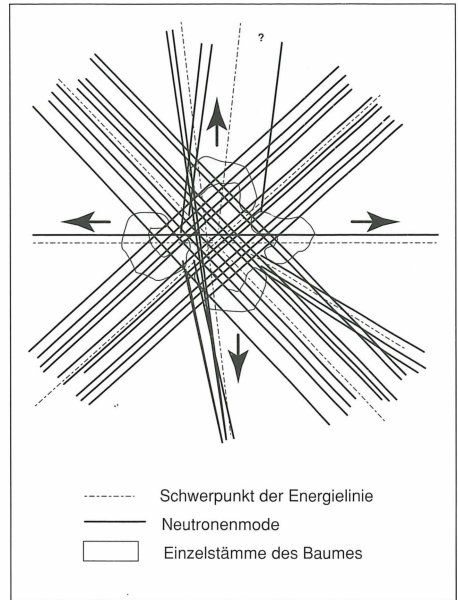 ?
Schwerpunkt der Energielinie
Neutronenmode
Einzelstämme des Baumes